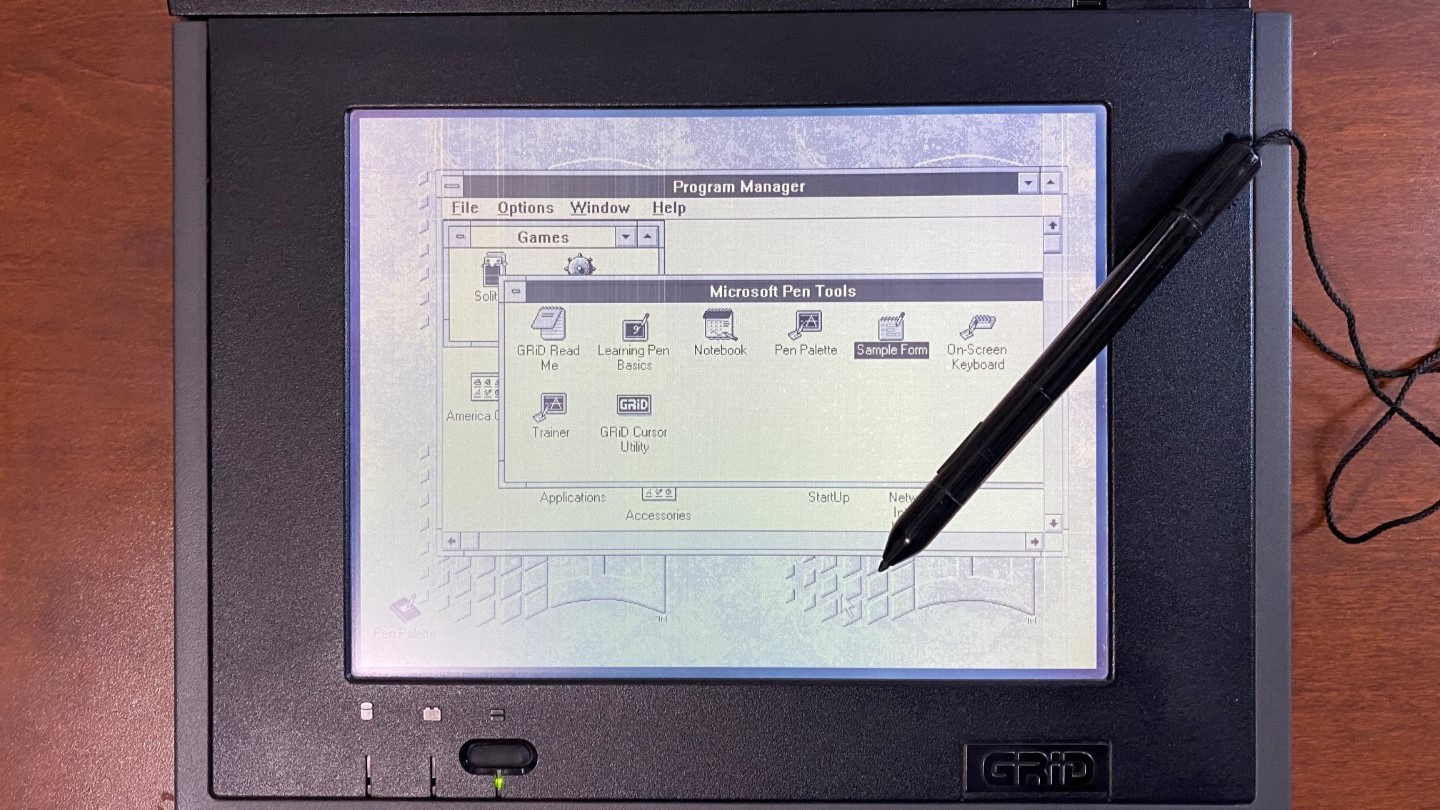 Program Manager
File Options Window Help
Games
Solit
Microsoft Pen Tools
GRiD Read
Me
Learning Pen
Basics
Notebook
Pen Palette
Sample Form
On-Screen
Keyboard
America
Trainer
GRiD
GRiD Cursor
Utility
Applications
Accessories
StartUp
Netw
Pen Palette
GRiD